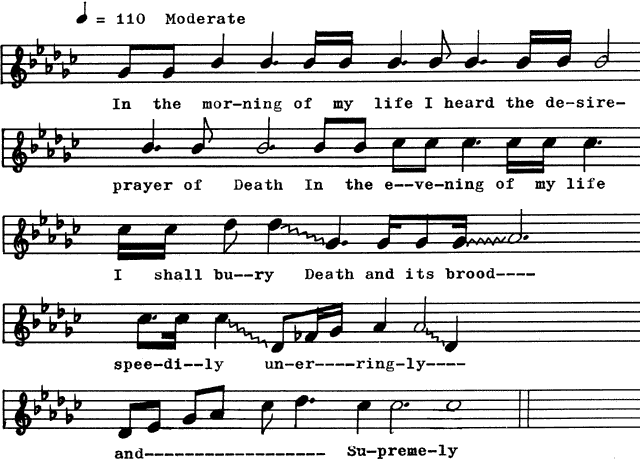 ♩ = 110 Moderate
In the mor-ning of my life I heard the de-sire-
prayer of Death In the e--ve-ning of my life
I shall bu--ry Death and its brood----
spee-di--ly un-er----ring-ly----
and------------------ Su-preme-ly